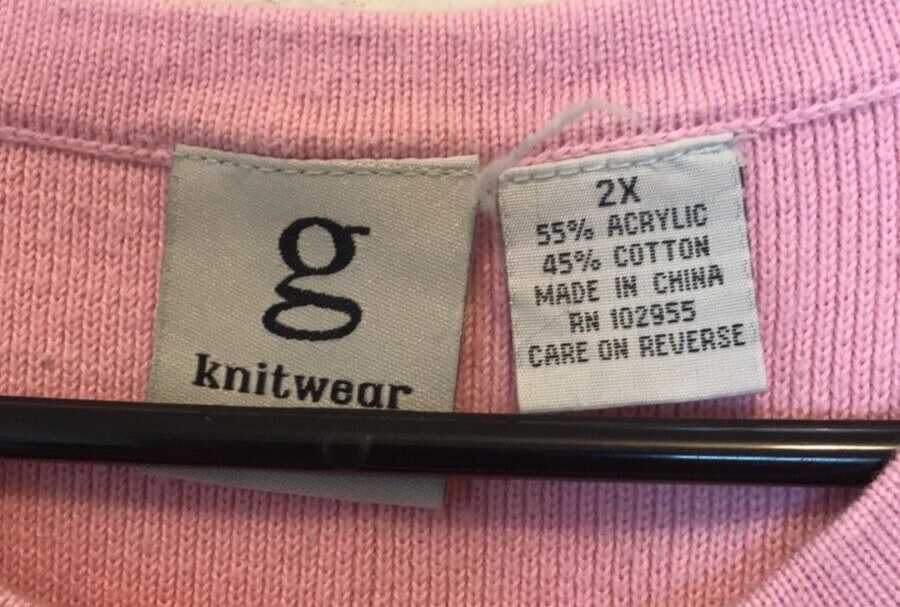 g
knitwear
2X
55% ACRYLIC
45% COTTON
MADE IN CHINA
RN 102955
CARE ON REVERSE